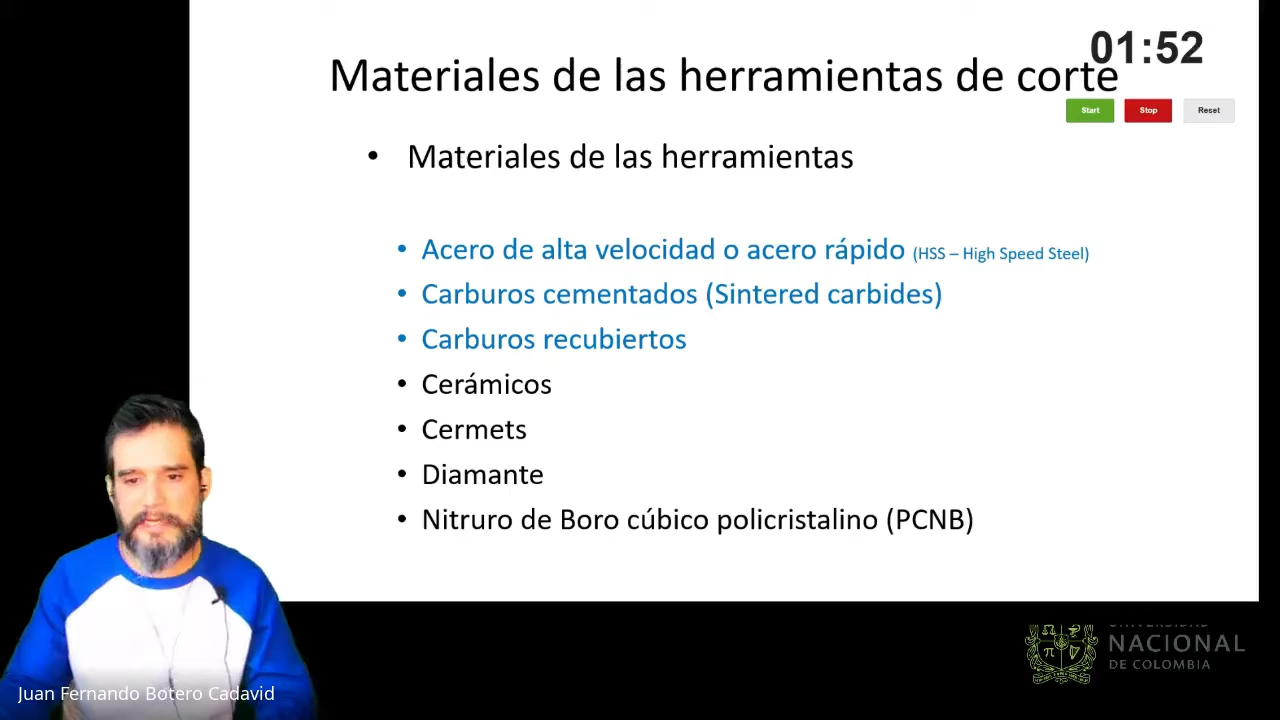 01:52
Materiales de las herramientas de corte
Start Stop Reset
• Materiales de las herramientas
• Acero de alta velocidad o acero rápido (HSS – High Speed Steel)
• Carburos cementados (Sintered carbides)
• Carburos recubiertos
• Cerámicos
• Cermets
• Diamante
• Nitruro de Boro cúbico policristalino (PCNB)
UNIVERSIDAD
NACIONAL
DE COLOMBIA
Juan Fernando Botero Cadavid